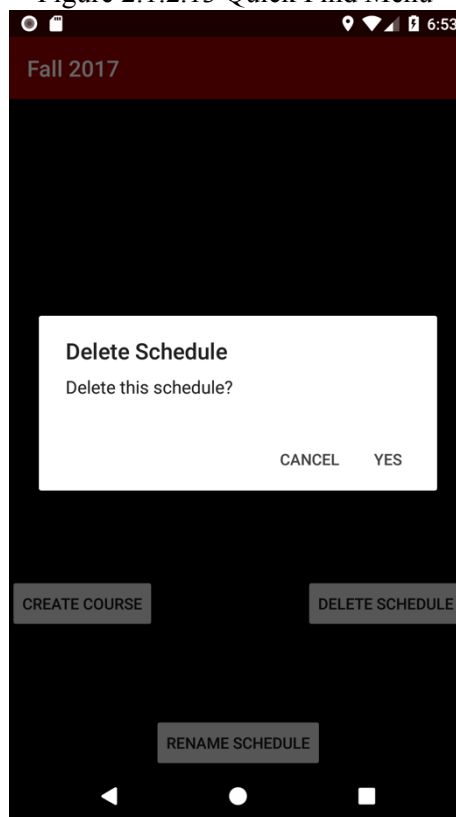 Figure 2.1.2.13 Quick Find Menu
6:53
Fall 2017
Delete Schedule
Delete this schedule?
CANCEL YES
CREATE COURSE DELETE SCHEDULE
RENAME SCHEDULE